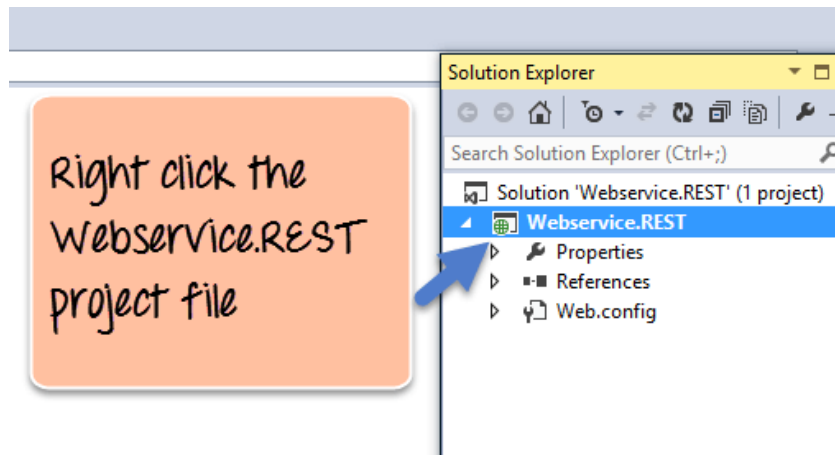 Solution Explorer
Search Solution Explorer (Ctrl+;)
Right click the
Webservice.REST
project file
Solution 'Webservice.REST' (1 project)
Webservice.REST
Properties
References
Web.config